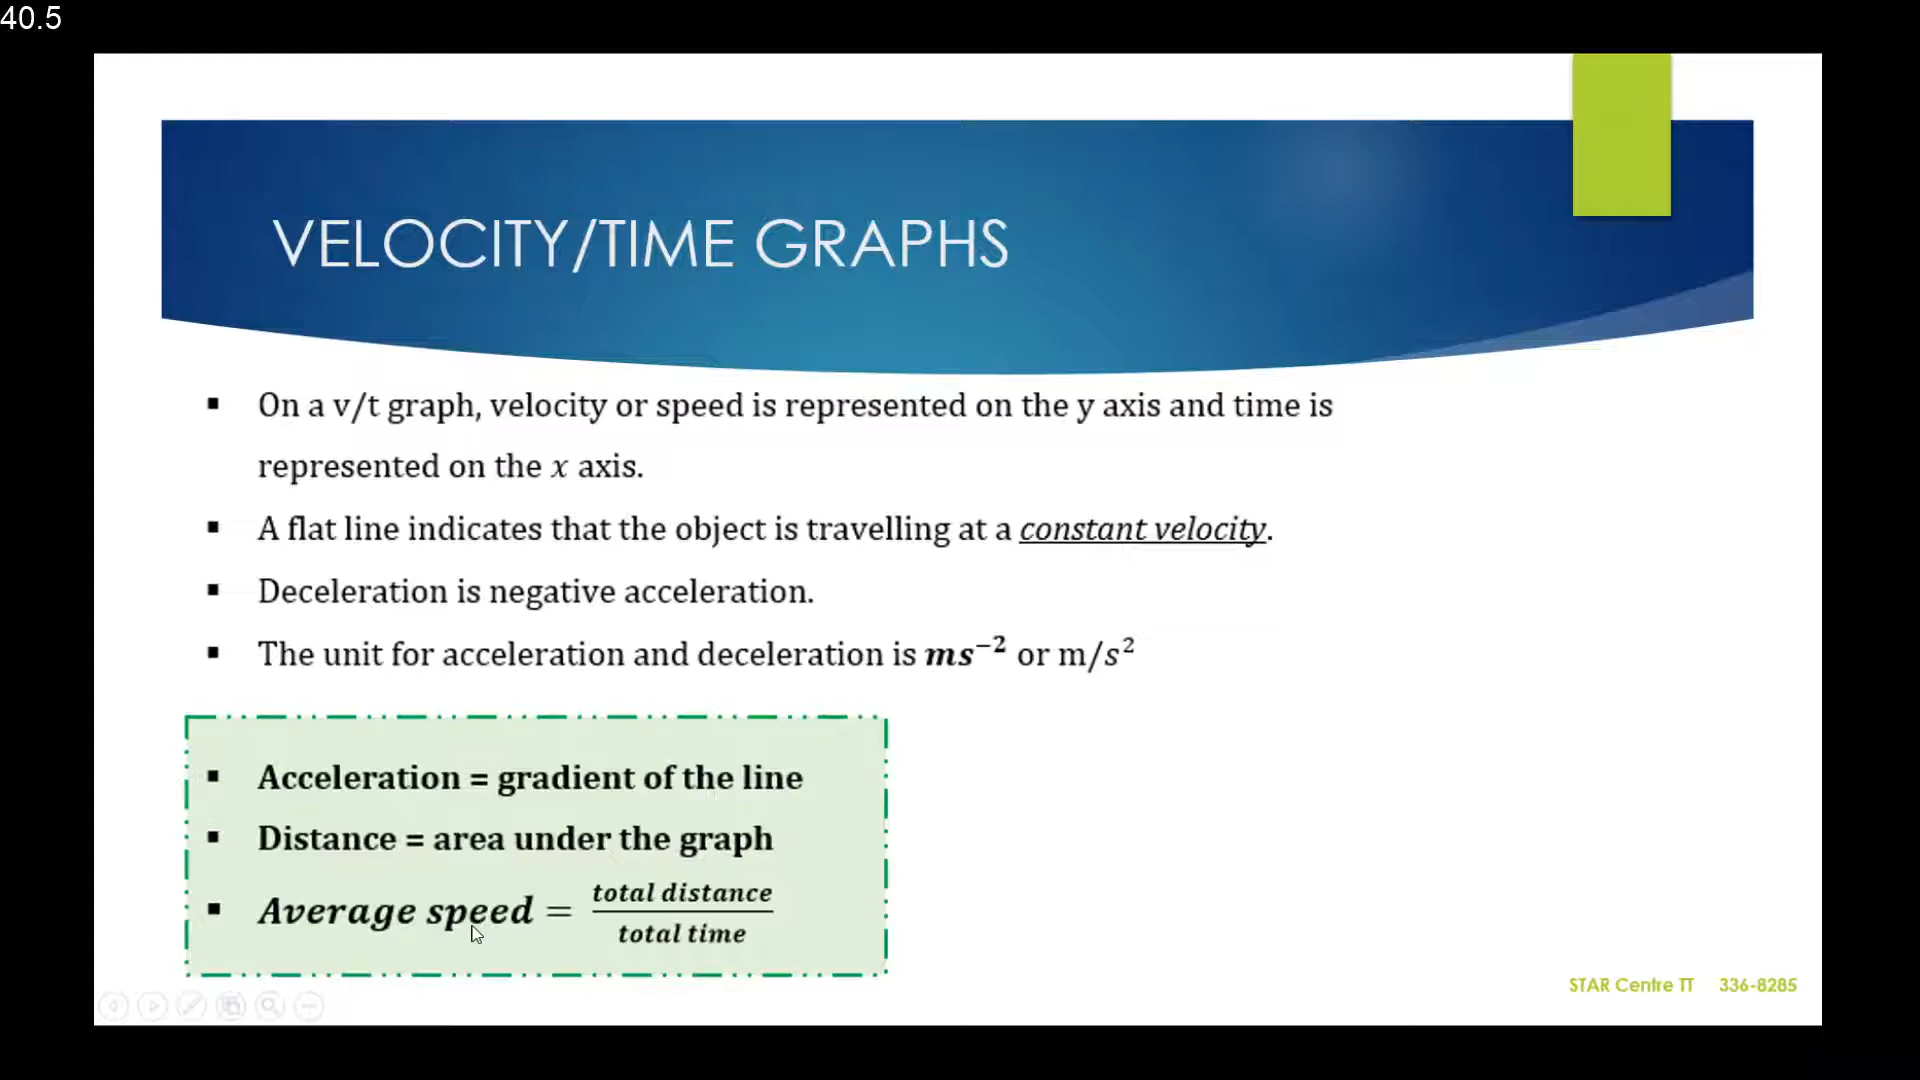 40.5
VELOCITY/TIME GRAPHS
▪ On a v/t graph, velocity or speed is represented on the y axis and time is
represented on the x axis.
▪ A flat line indicates that the object is travelling at a constant velocity.
▪ Deceleration is negative acceleration.
▪ The unit for acceleration and deceleration is ms⁻² or m/s²
▪ Acceleration = gradient of the line
▪ Distance = area under the graph
▪ Average speed = total distance / total time
STAR Centre TT 336-8285